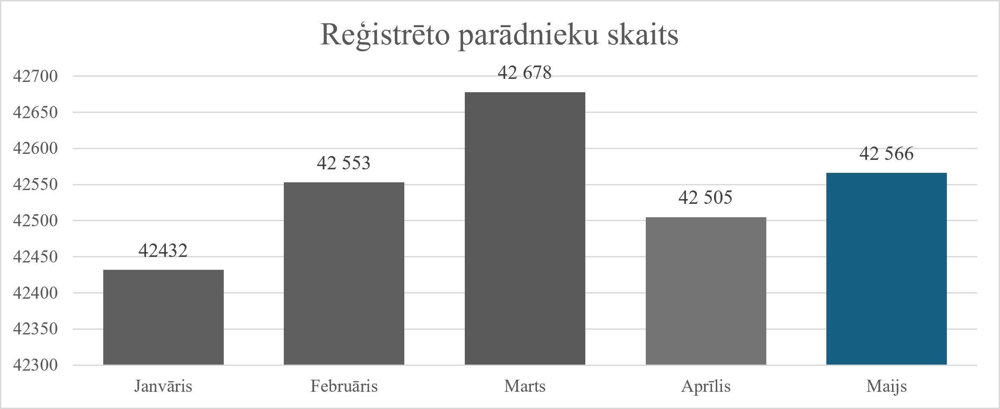 Reģistrēto parādnieku skaits
42700
42650
42600
42550
42500
42450
42400
42350
42300
42432
42 553
42 678
42 505
42 566
Janvāris
Februāris
Marts
Aprīlis
Maijs